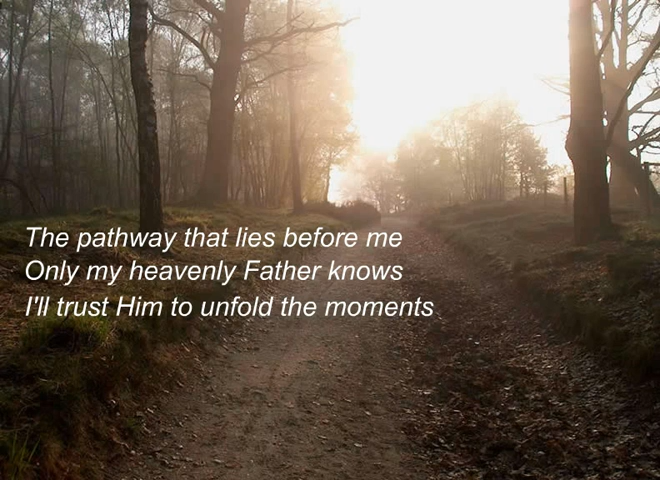 The pathway that lies before me
Only my heavenly Father knows
I'll trust Him to unfold the moments